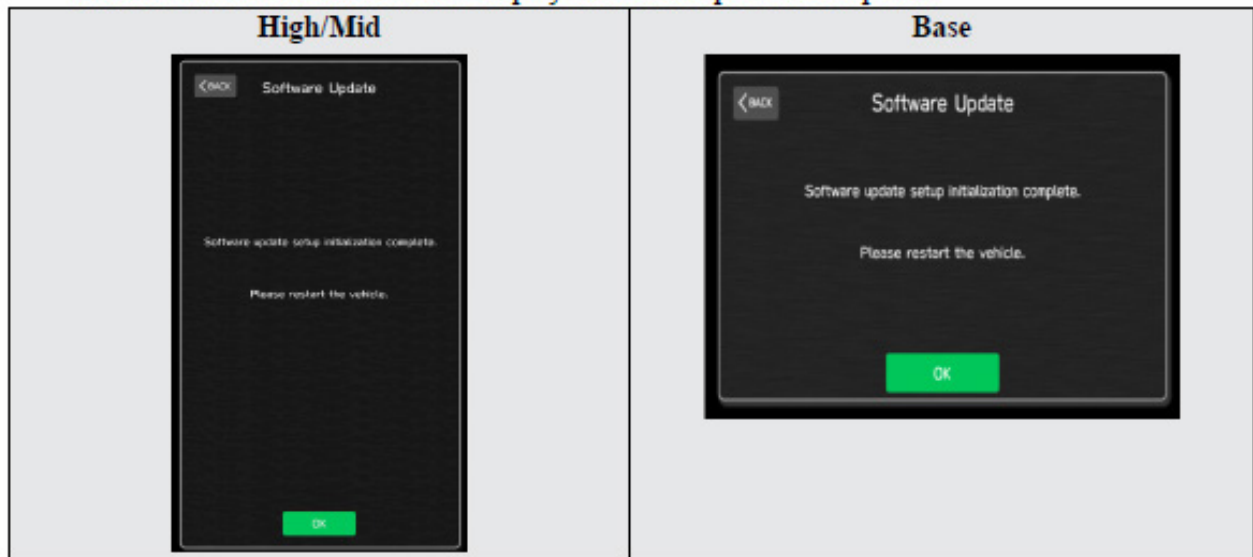 High/Mid
Base
BACK
Software Update
Software update setup initialization complete.
Please restart the vehicle.
OK
BACK
Software Update
Software update setup initialization complete.
Please restart the vehicle.
OK